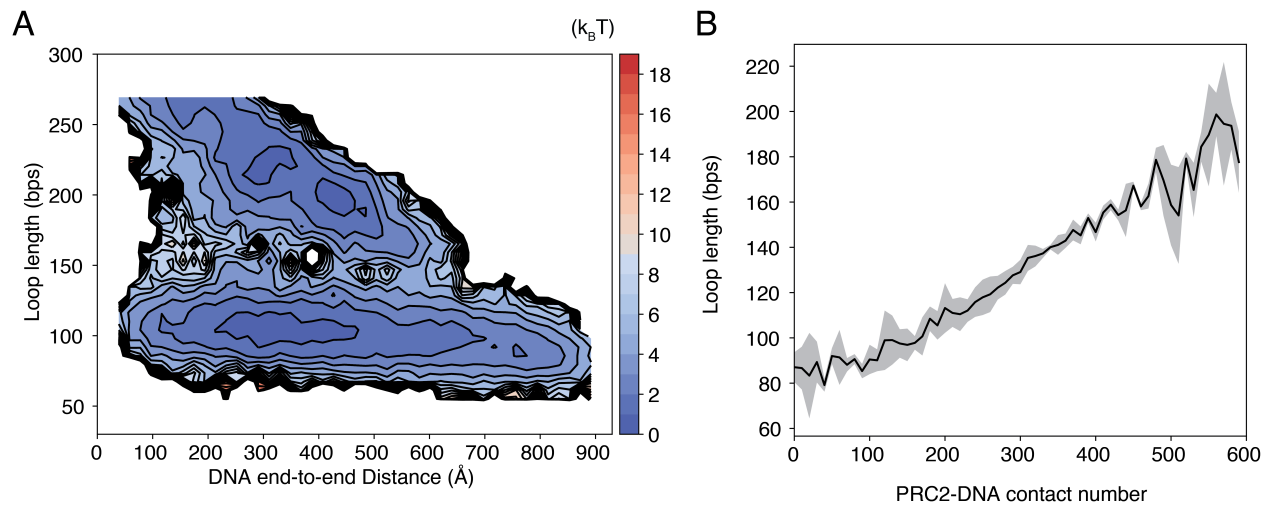 A
(kBT)
300
250
200
150
100
50
Loop length (bps)
0 100 200 300 400 500 600 700 800 900
DNA end-to-end Distance (Å)
18
16
14
12
10
8
6
4
2
0
B
220
200
180
160
140
120
100
80
60
Loop length (bps)
0 100 200 300 400 500 600
PRC2-DNA contact number